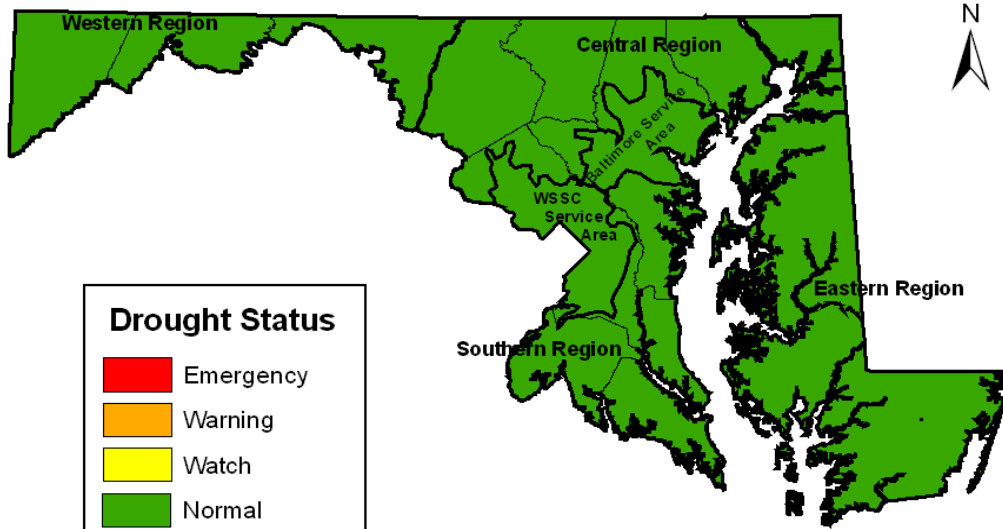 Western Region
Central Region
N
Baltimore Service
Area
WSSC
Service
Area
Eastern Region
Southern Region
Drought Status
Emergency
Warning
Watch
Normal